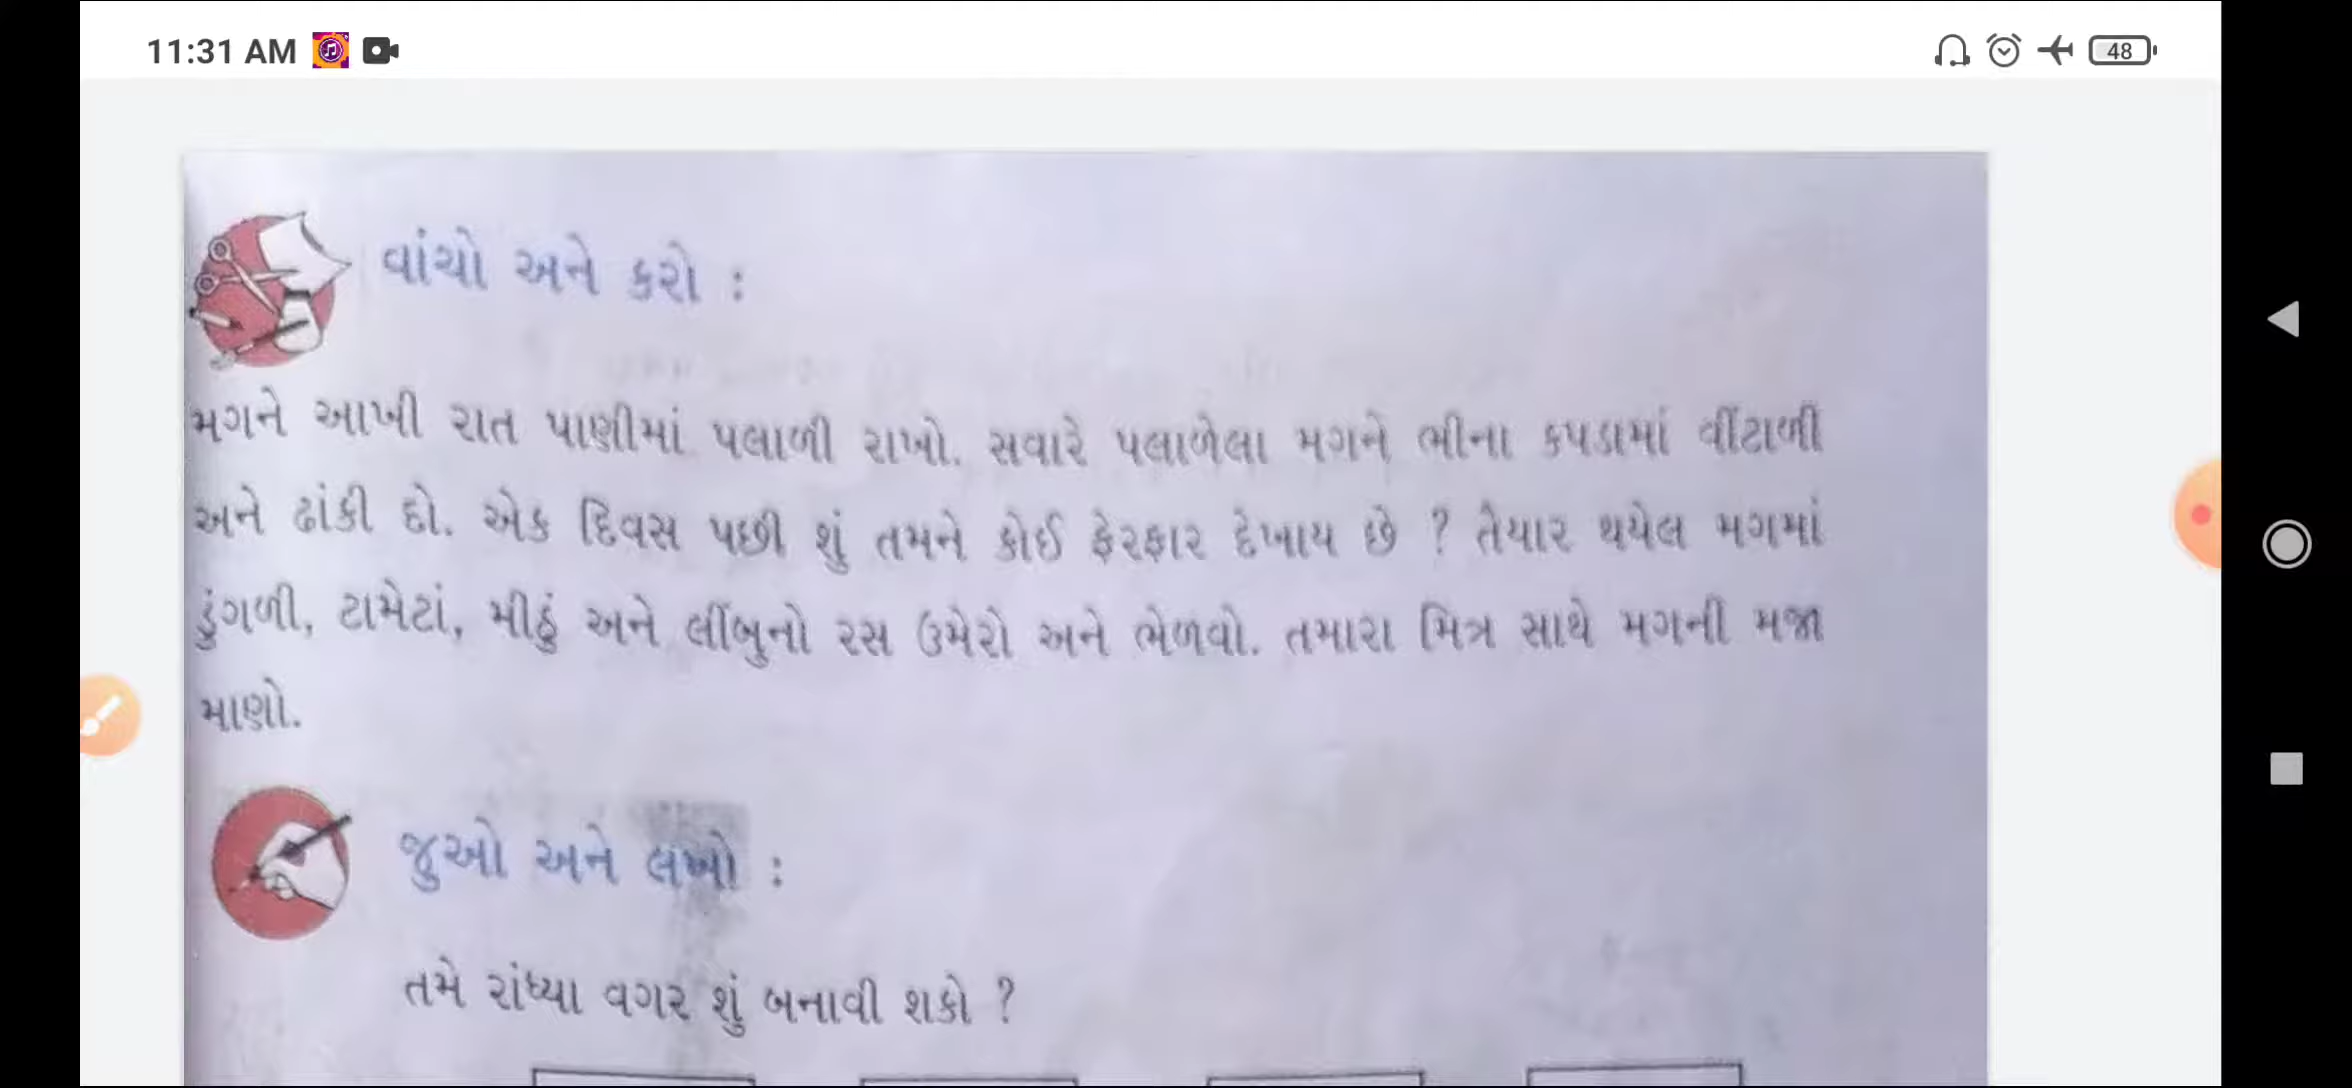 11:31 AM
48
વાંચો અને કરો :
મગને આખી રાત પાણીમાં પલાળી રાખો. સવારે પલાળેલા મગને ભીના કપડામાં વીંટાળી
અને ઢાંકી દો. એક દિવસ પછી શું તમને કોઈ ફેરફાર દેખાય છે ? તૈયાર થયેલ મગમાં
ડુંગળી, ટામેટાં, મીઠું અને લીંબુનો રસ ઉમેરો અને ભેળવો. તમારા મિત્ર સાથે મગની મજા
માણો.
જુઓ અને લખો :
તમે રાંધ્યા વગર શું બનાવી શકો ?